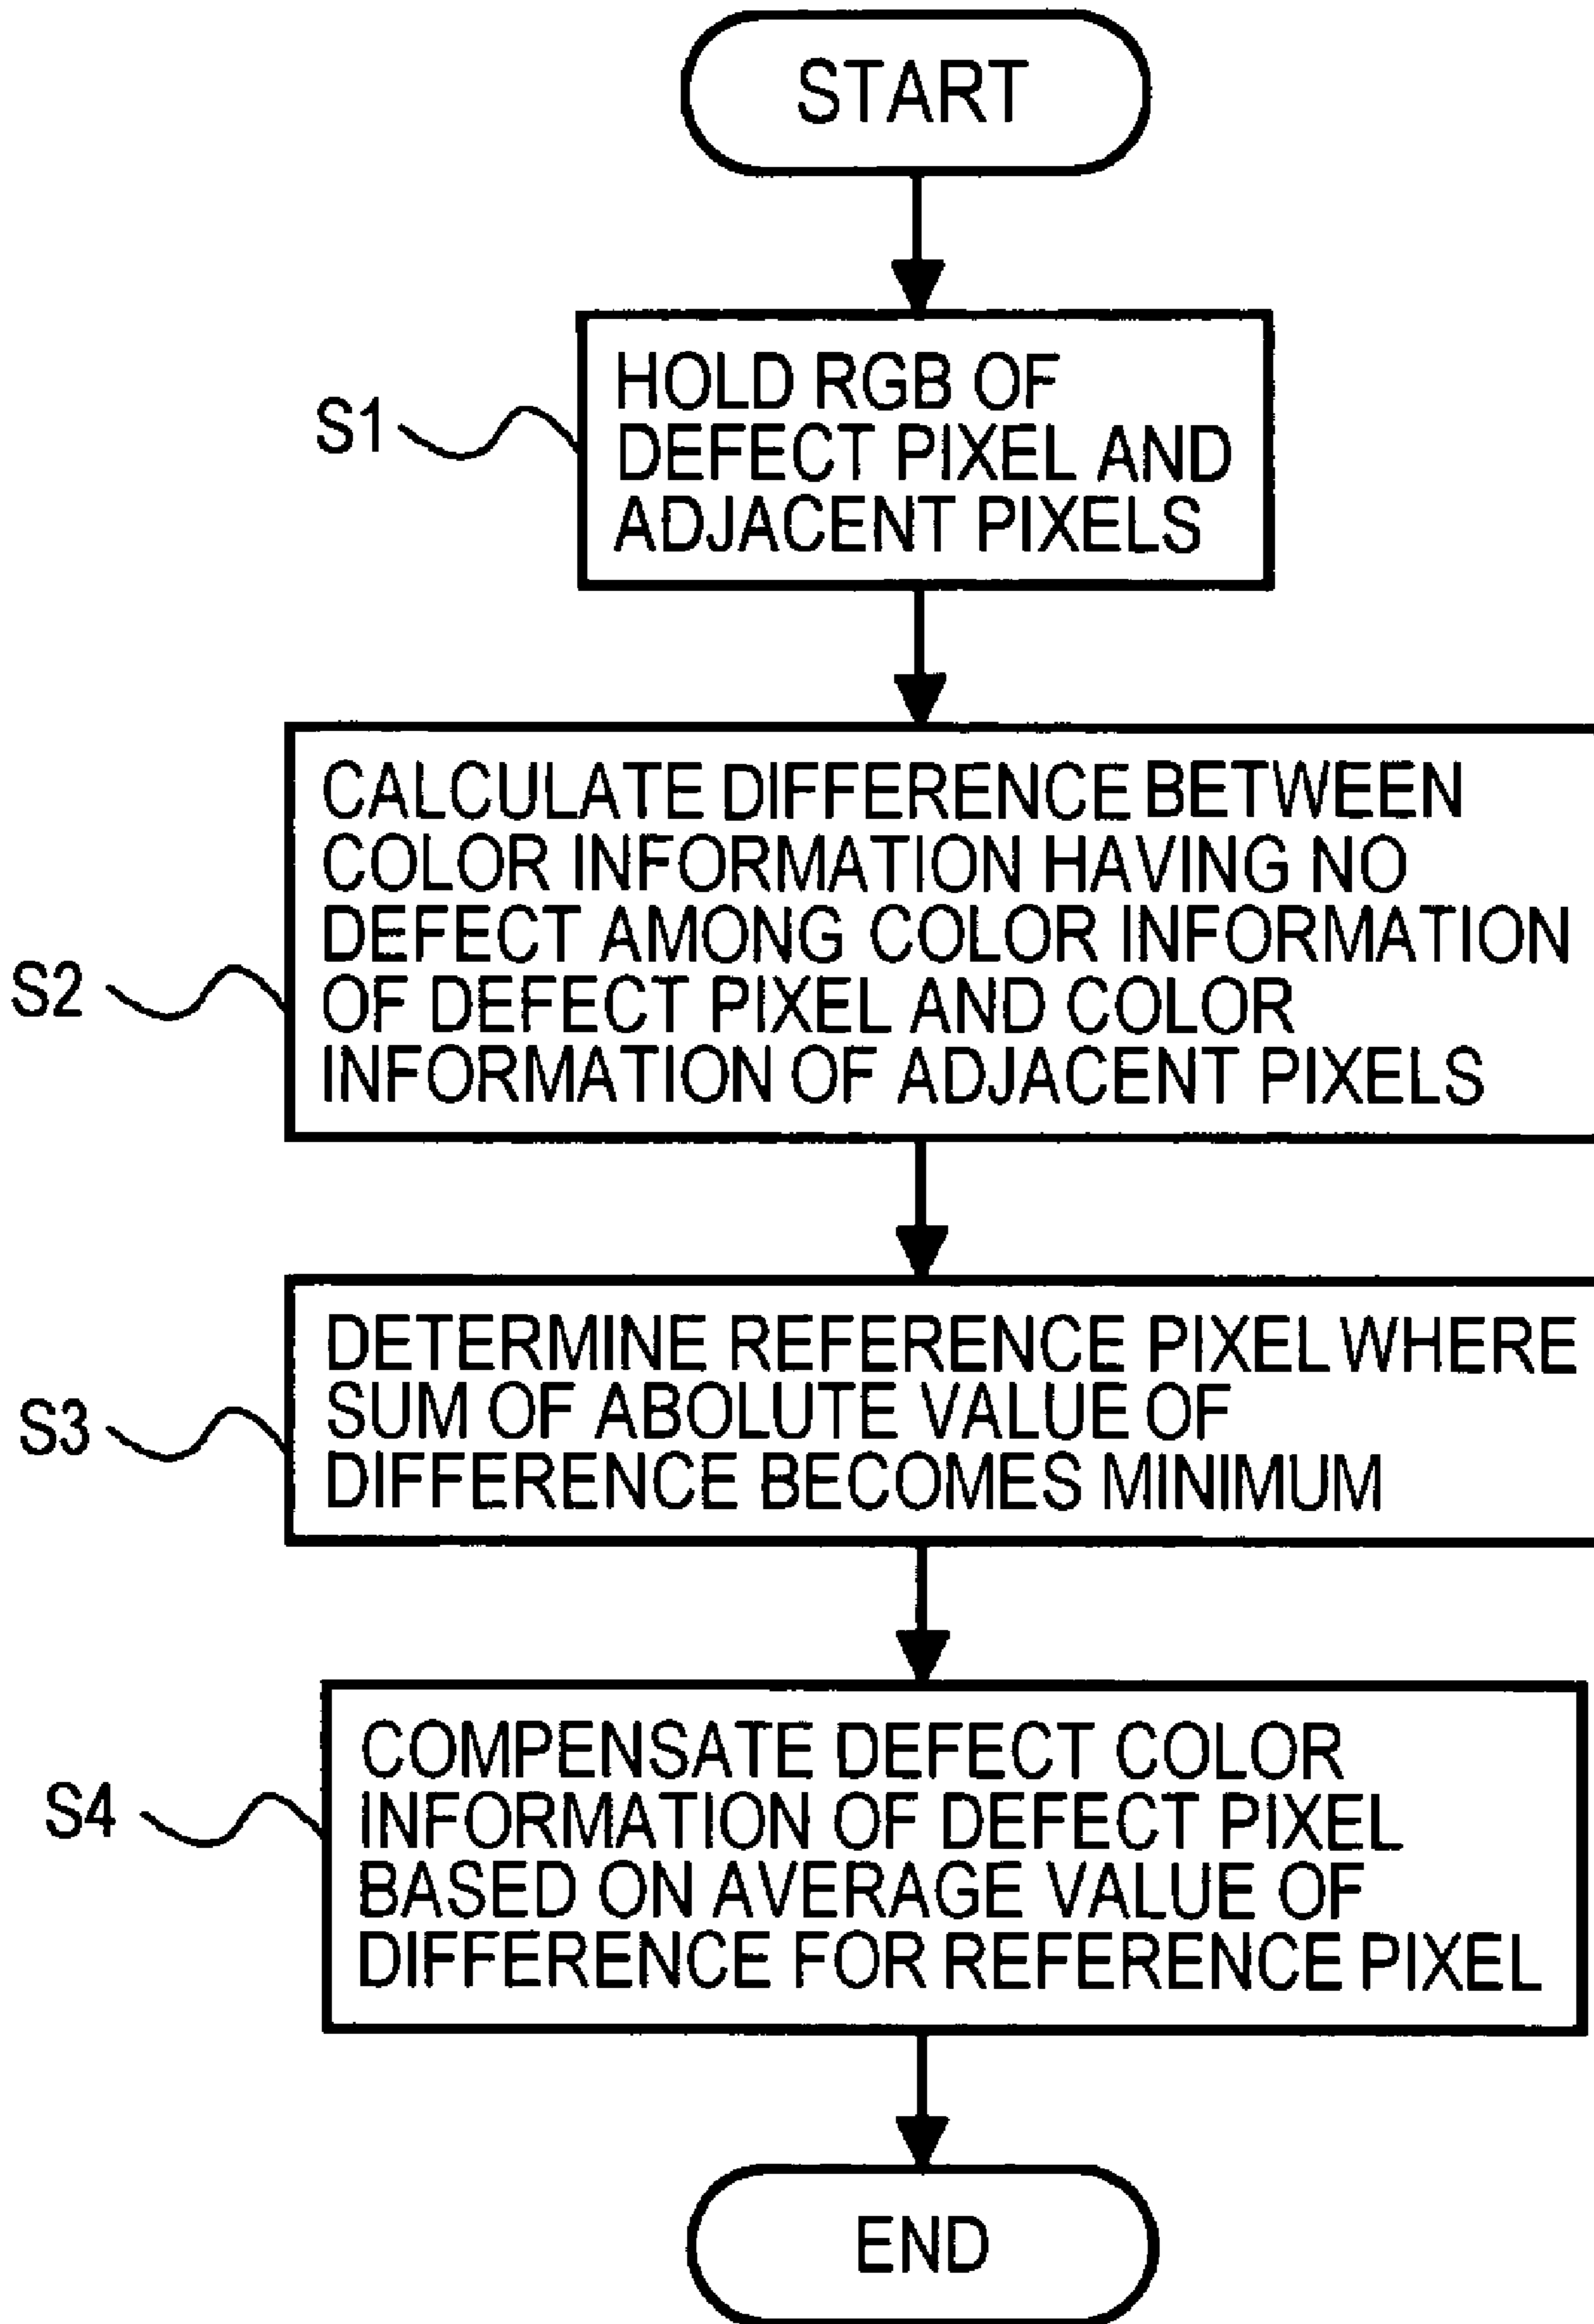 START
S1
HOLD RGB OF
DEFECT PIXEL AND
ADJACENT PIXELS
S2
CALCULATE DIFFERENCE BETWEEN
COLOR INFORMATION HAVING NO
DEFECT AMONG COLOR INFORMATION
OF DEFECT PIXEL AND COLOR
INFORMATION OF ADJACENT PIXELS
S3
DETERMINE REFERENCE PIXEL WHERE
SUM OF ABOLUTE VALUE OF
DIFFERENCE BECOMES MINIMUM
S4
COMPENSATE DEFECT COLOR
INFORMATION OF DEFECT PIXEL
BASED ON AVERAGE VALUE OF
DIFFERENCE FOR REFERENCE PIXEL
END